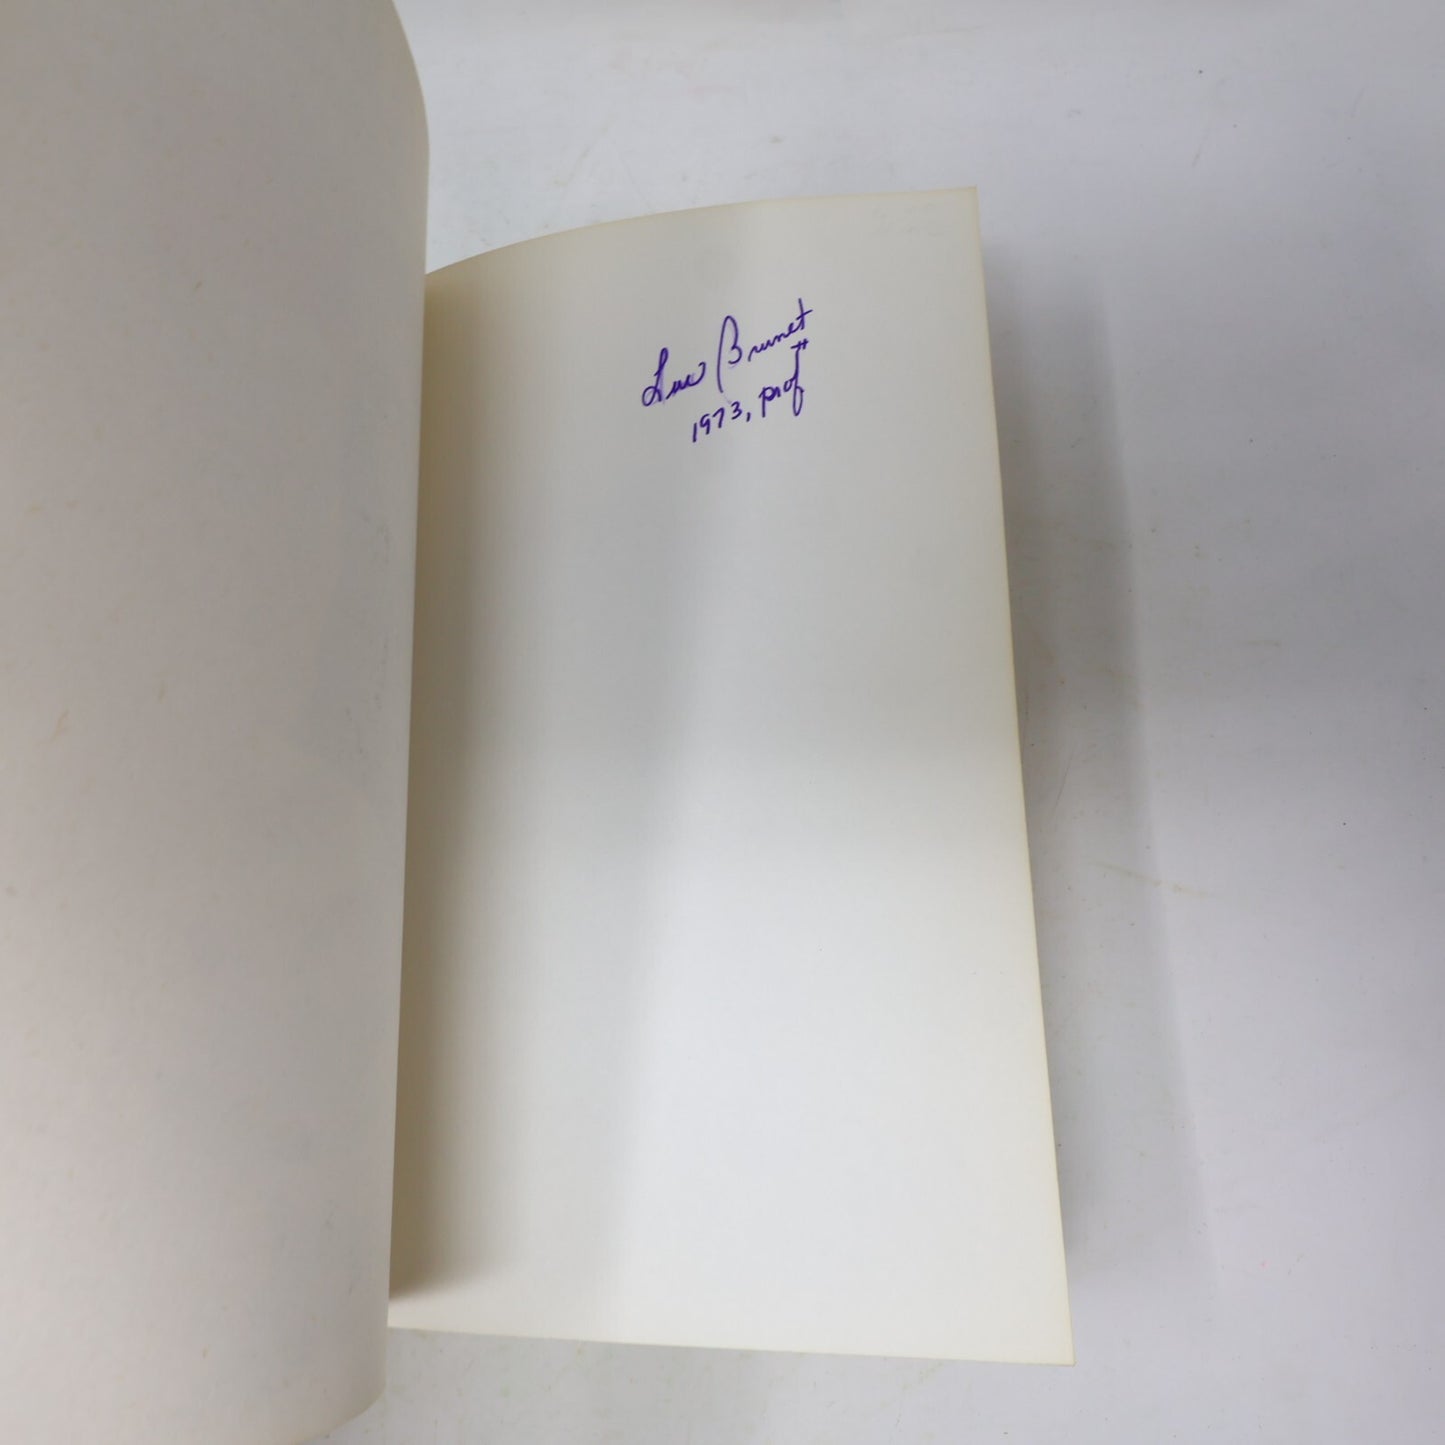 Luc Brunet
1973, prof